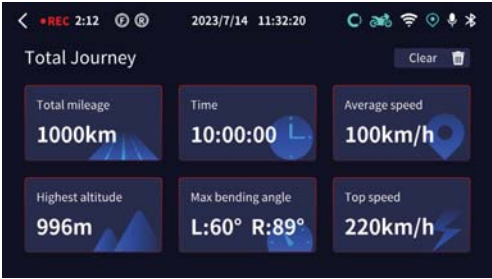 REC 2:12 F R 2023/7/14 11:32:20
Total Journey
Clear
Total mileage
1000km
Time
10:00:00
Average speed
100km/h
Highest altitude
996m
Max bending angle
L:60° R:89°
Top speed
220km/h